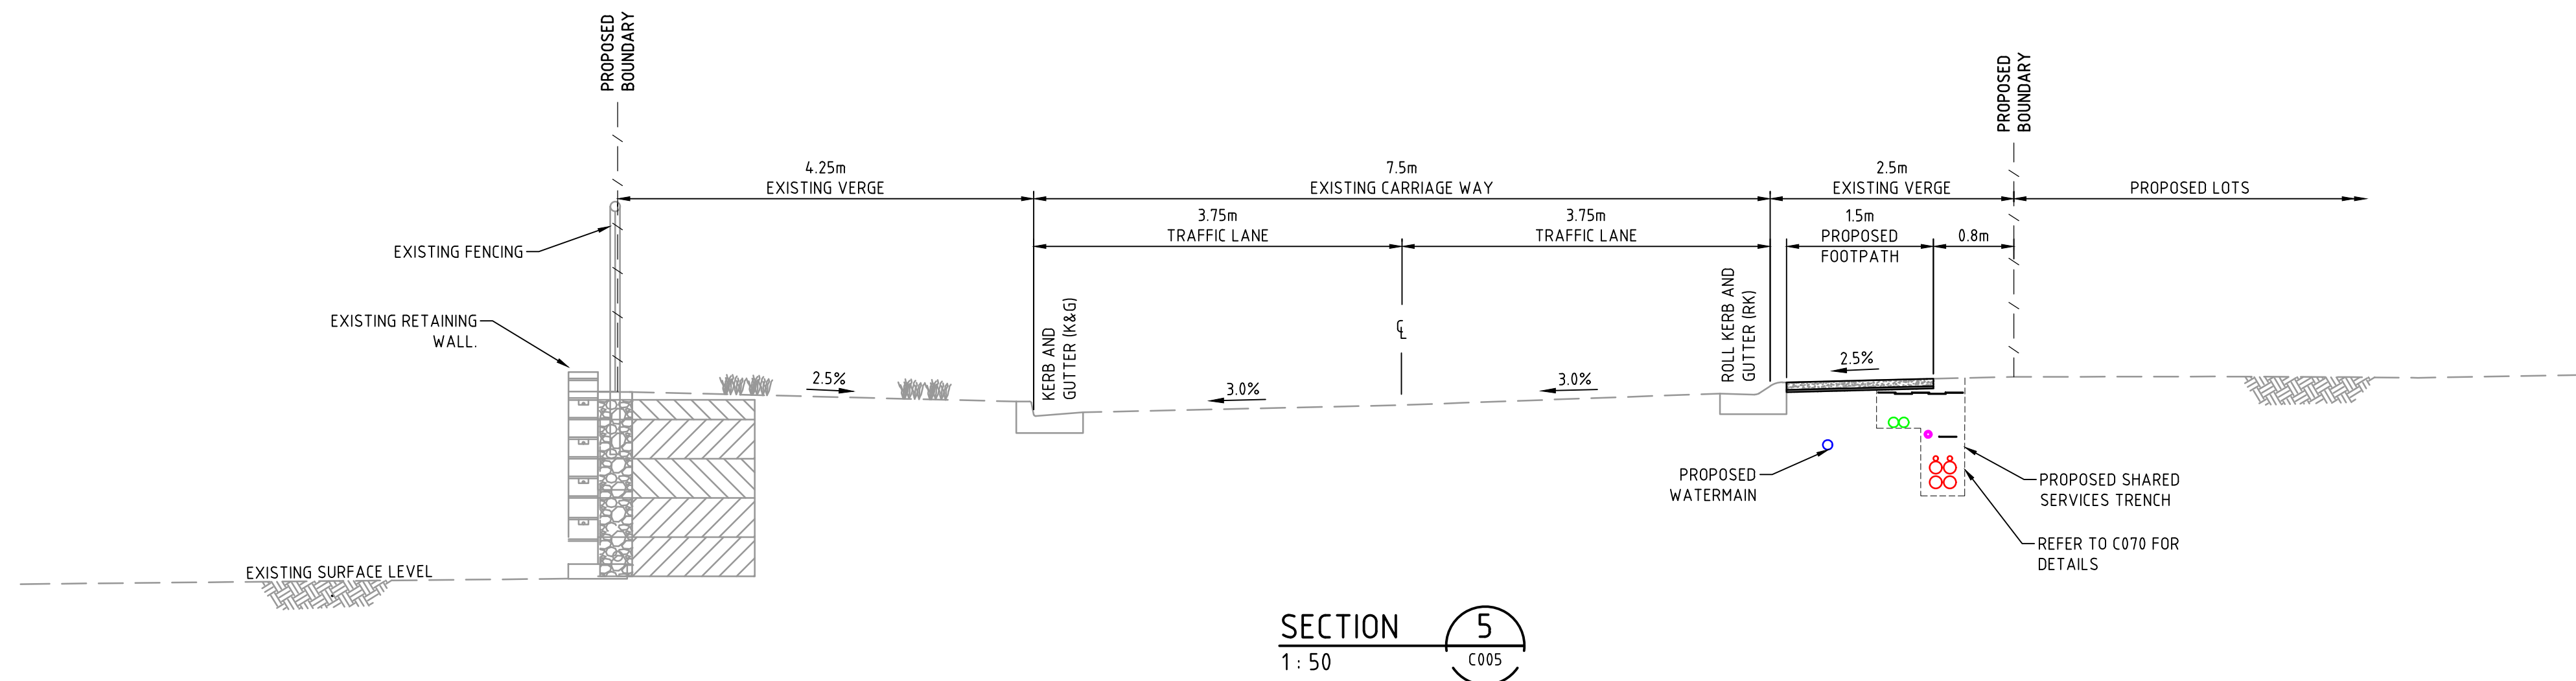 PROPOSED
BOUNDARY
PROPOSED
BOUNDARY
4.25m
EXISTING VERGE
7.5m
EXISTING CARRIAGE WAY
2.5m
EXISTING VERGE
PROPOSED LOTS
3.75m
TRAFFIC LANE
3.75m
TRAFFIC LANE
1.5m
PROPOSED
FOOTPATH
0.8m
EXISTING FENCING
EXISTING RETAINING
WALL.
KERB AND
GUTTER (K&G)
CL
ROLL KERB AND
GUTTER (RK)
2.5%
3.0%
3.0%
2.5%
PROPOSED
WATERMAIN
PROPOSED SHARED
SERVICES TRENCH
REFER TO C070 FOR
DETAILS
EXISTING SURFACE LEVEL
SECTION
1 : 50
5
C005